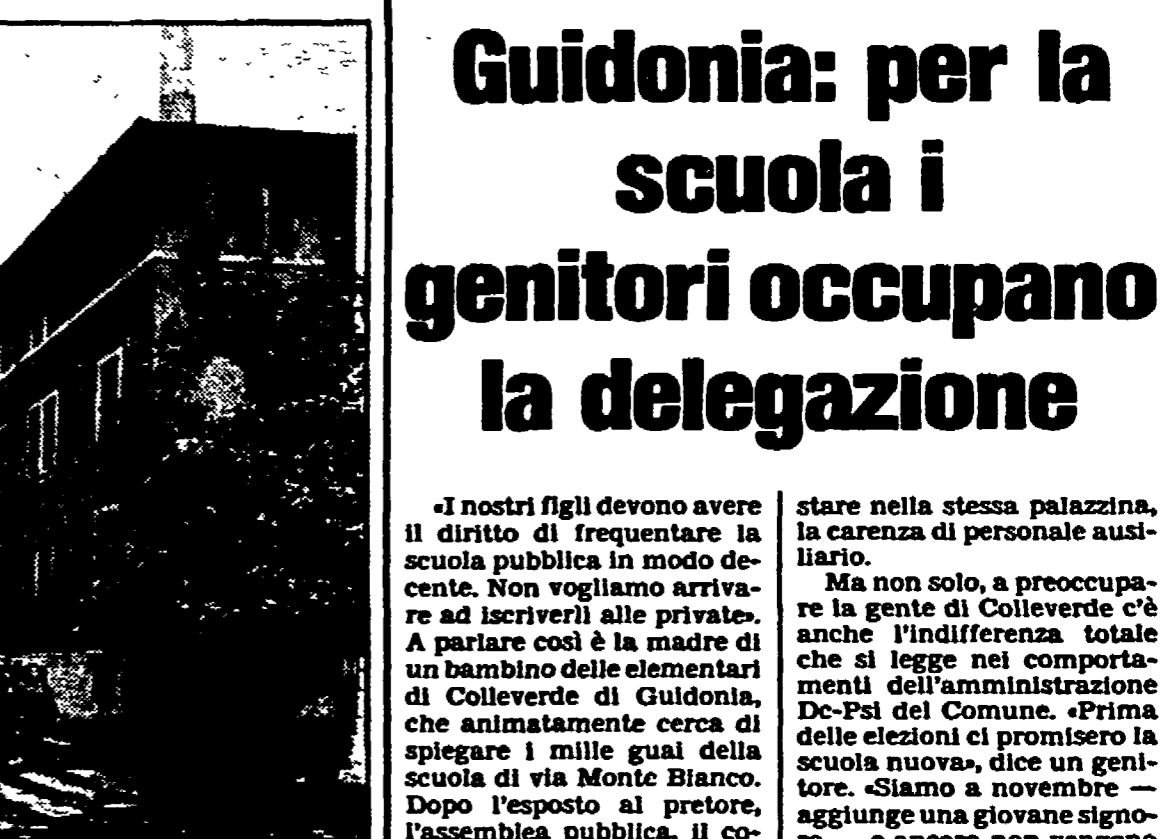 Guidonia: per la
scuola i
genitori occupano
la delegazione
«I nostri figli devono avere
il diritto di frequentare la
scuola pubblica in modo de-
cente. Non vogliamo arriva-
re ad iscriverli alle private».
A parlare così è la madre di
un bambino delle elementari
di Colleverde di Guidonia,
che animatamente cerca di
spiegare i mille guai della
scuola di via Monte Bianco.
Dopo l'esposto al pretore,
l'assemblea pubblica, il co-
stare nella stessa palazzina,
la carenza di personale ausi-
liario.
Ma non solo, a preoccupa-
re la gente di Colleverde c'è
anche l'indifferenza totale
che si legge nei comporta-
menti dell'amministrazione
Dc-Psi del Comune. «Prima
delle elezioni ci promisero la
scuola nuova», dice un geni-
tore. «Siamo a novembre —
aggiunge una giovane signo-